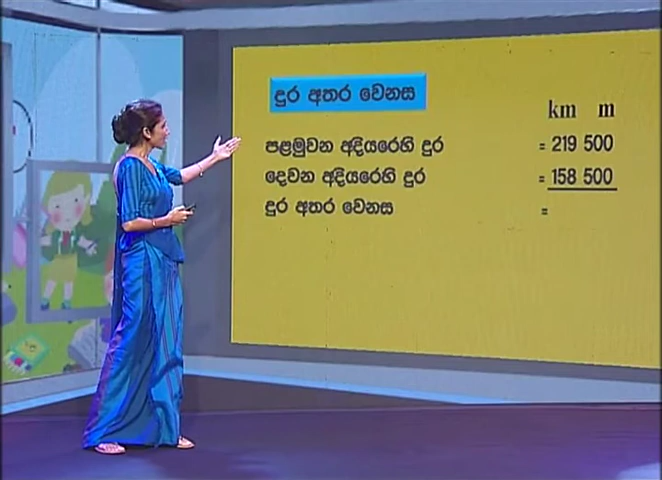 දුර අතර වෙනස
km m
පළමුවන අදියරෙහි දුර = 219 500
දෙවන අදියරෙහි දුර = 158 500
දුර අතර වෙනස =